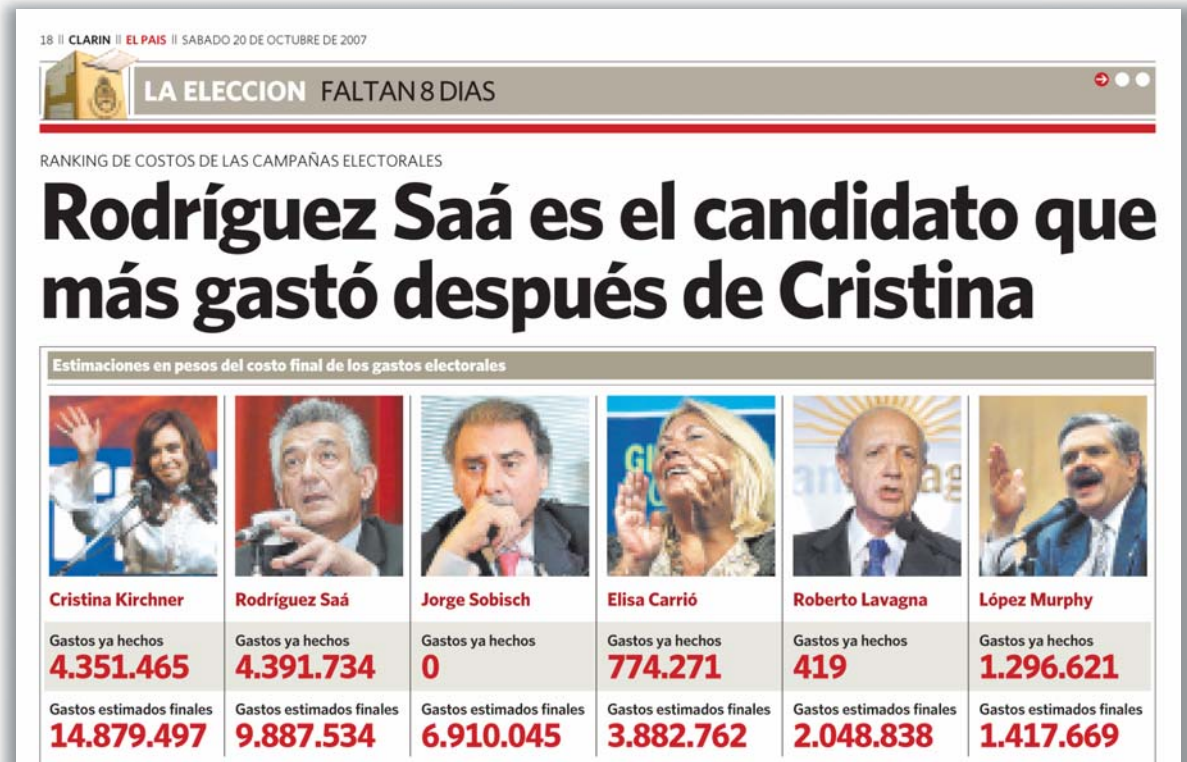 18 || CLARIN || EL PAIS || SABADO 20 DE OCTUBRE DE 2007
LA ELECCION FALTAN 8 DIAS
RANKING DE COSTOS DE LAS CAMPAÑAS ELECTORALES
Rodríguez Saá es el candidato que
más gastó después de Cristina
Estimaciones en pesos del costo final de los gastos electorales
Cristina Kirchner
Gastos ya hechos
4.351.465
Gastos estimados finales
14.879.497
Rodríguez Saá
Gastos ya hechos
4.391.734
Gastos estimados finales
9.887.534
Jorge Sobisch
Gastos ya hechos
0
Gastos estimados finales
6.910.045
Elisa Carrió
Gastos ya hechos
774.271
Gastos estimados finales
3.882.762
Roberto Lavagna
Gastos ya hechos
419
Gastos estimados finales
2.048.838
López Murphy
Gastos ya hechos
1.296.621
Gastos estimados finales
1.417.669